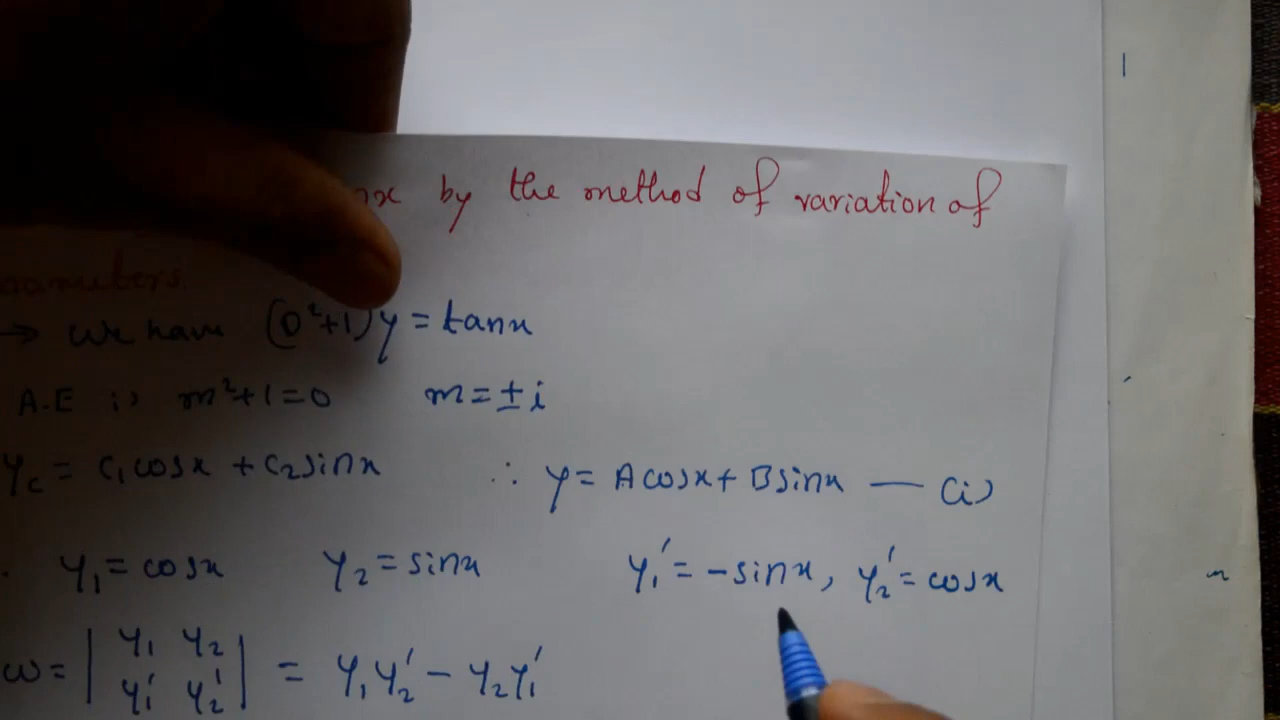 by the method of variation of
→ We have (D²+1)y = tanx
A.E is m²+1=0 m = ±i
Yc = C₁cosx + C₂sinx ∴ y = Acosx + Bsinx — (i)
y₁ = cosx y₂ = sinx y₁' = -sinx, y₂' = cosx
ω = | y₁ y₂ | = y₁y₂' - y₂y₁'
| y₁' y₂' |